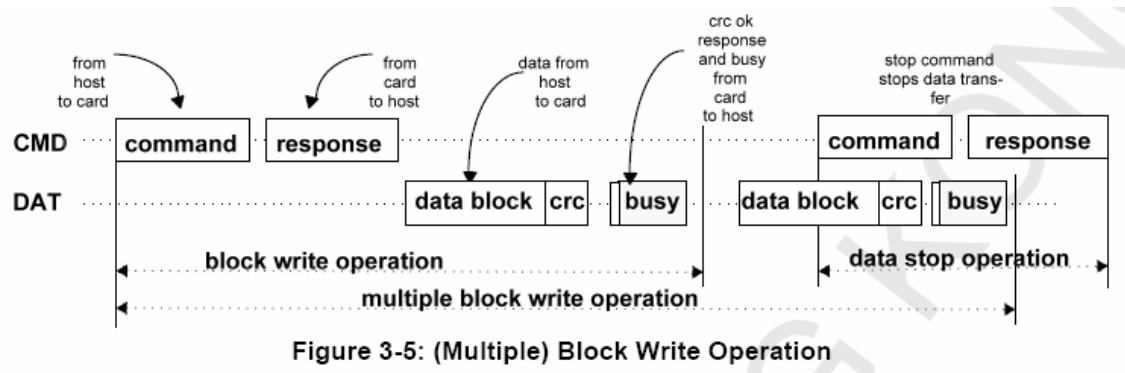 from
host
to card
from
card
to host
data from
host
to card
crc ok
response
and busy
from
card
to host
stop command
stops data trans-
fer
CMD command response command response
DAT data block crc busy data block crc busy
block write operation data stop operation
multiple block write operation
Figure 3-5: (Multiple) Block Write Operation